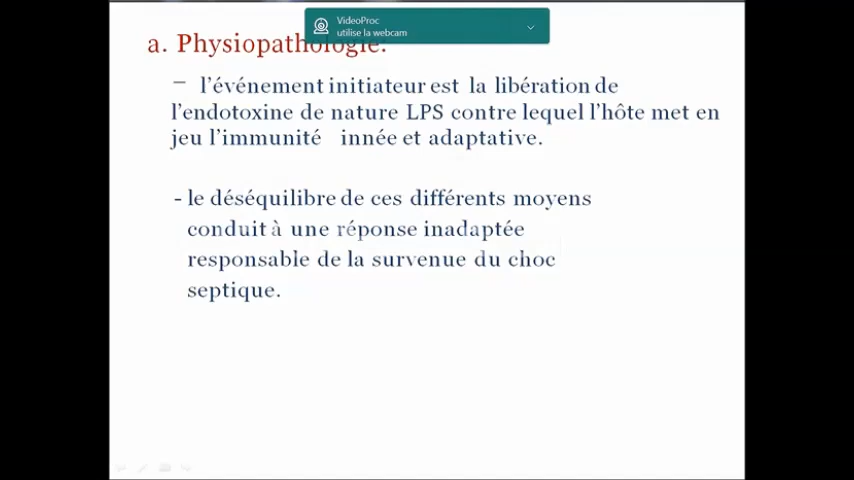 VideoProc
utilise la webcam
a. Physiopathologie:
– l'événement initiateur est la libération de
l'endotoxine de nature LPS contre lequel l'hôte met en
jeu l'immunité innée et adaptative.
- le déséquilibre de ces différents moyens
conduit à une réponse inadaptée
responsable de la survenue du choc
septique.